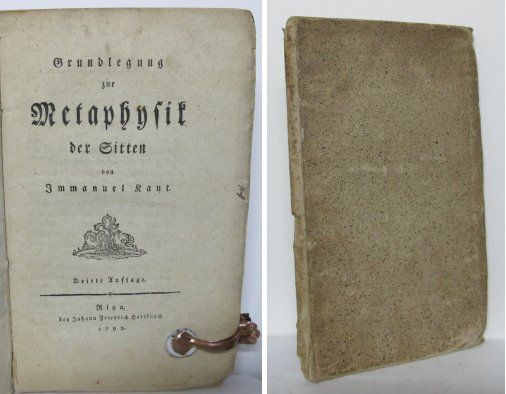 Grundlegung
zur
Metaphysik
der Sitten
von
Immanuel Kant.
Dritte Auflage.
Riga,
bey Johann Friedrich Hartknoch
1792.